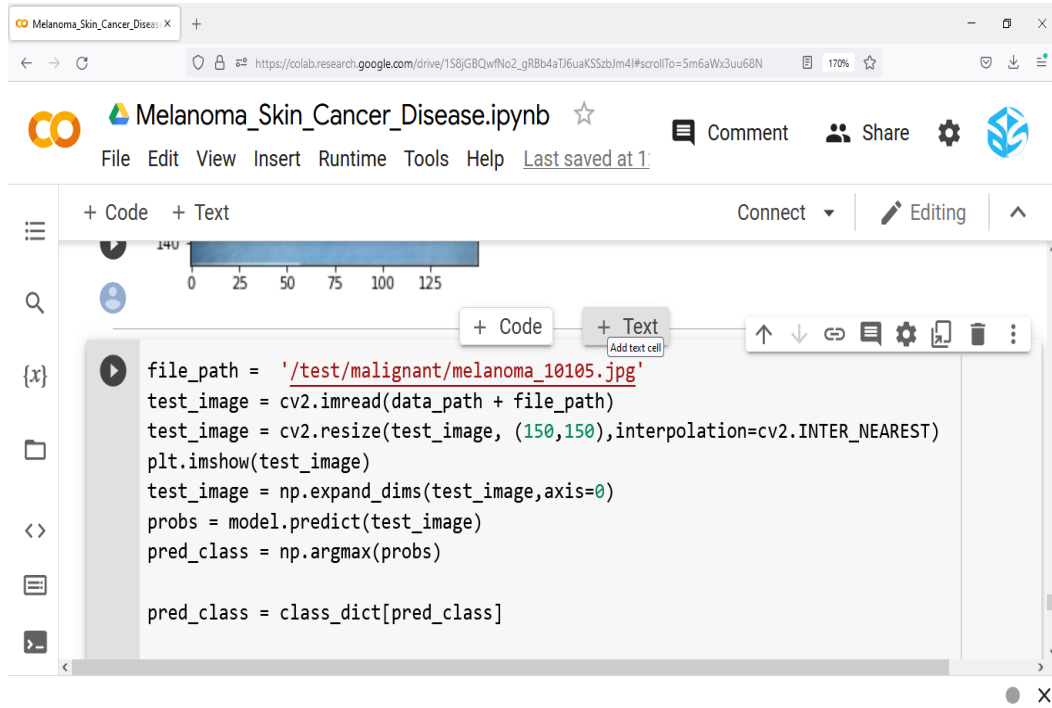 Melanoma_Skin_Cancer_Diseas
https://colab.research.google.com/drive/1S8jGBQwfNo2_gRBb4aTJ6uaKSSzbJm4I#scrollTo=5m6aWx3uu68N 170%
CO Melanoma_Skin_Cancer_Disease.ipynb
Comment Share
File Edit View Insert Runtime Tools Help Last saved at 1
+ Code + Text Connect Editing
140
0 25 50 75 100 125
+ Code + Text
Add text cell
{x}
file_path = '/test/malignant/melanoma_10105.jpg'
test_image = cv2.imread(data_path + file_path)
test_image = cv2.resize(test_image, (150,150),interpolation=cv2.INTER_NEAREST)
plt.imshow(test_image)
test_image = np.expand_dims(test_image,axis=0)
probs = model.predict(test_image)
pred_class = np.argmax(probs)
pred_class = class_dict[pred_class]